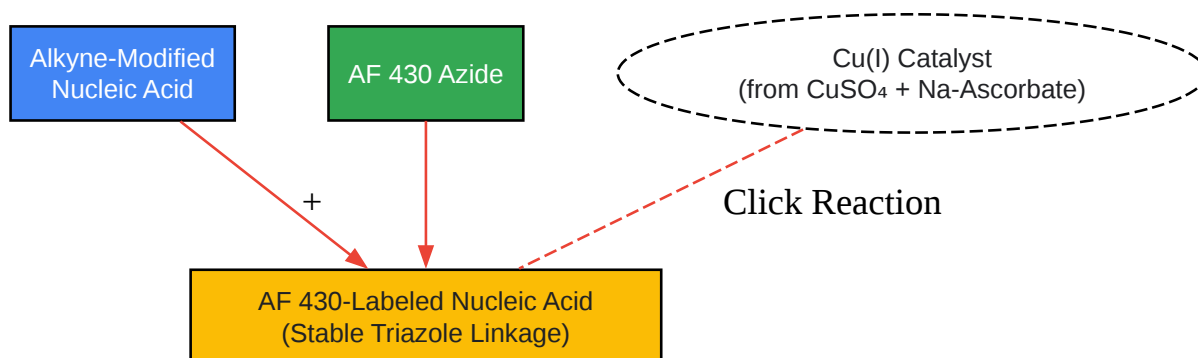 Alkyne-Modified
Nucleic Acid
AF 430 Azide
Cu(I) Catalyst
(from CuSO₄ + Na-Ascorbate)
+
Click Reaction
AF 430-Labeled Nucleic Acid
(Stable Triazole Linkage)